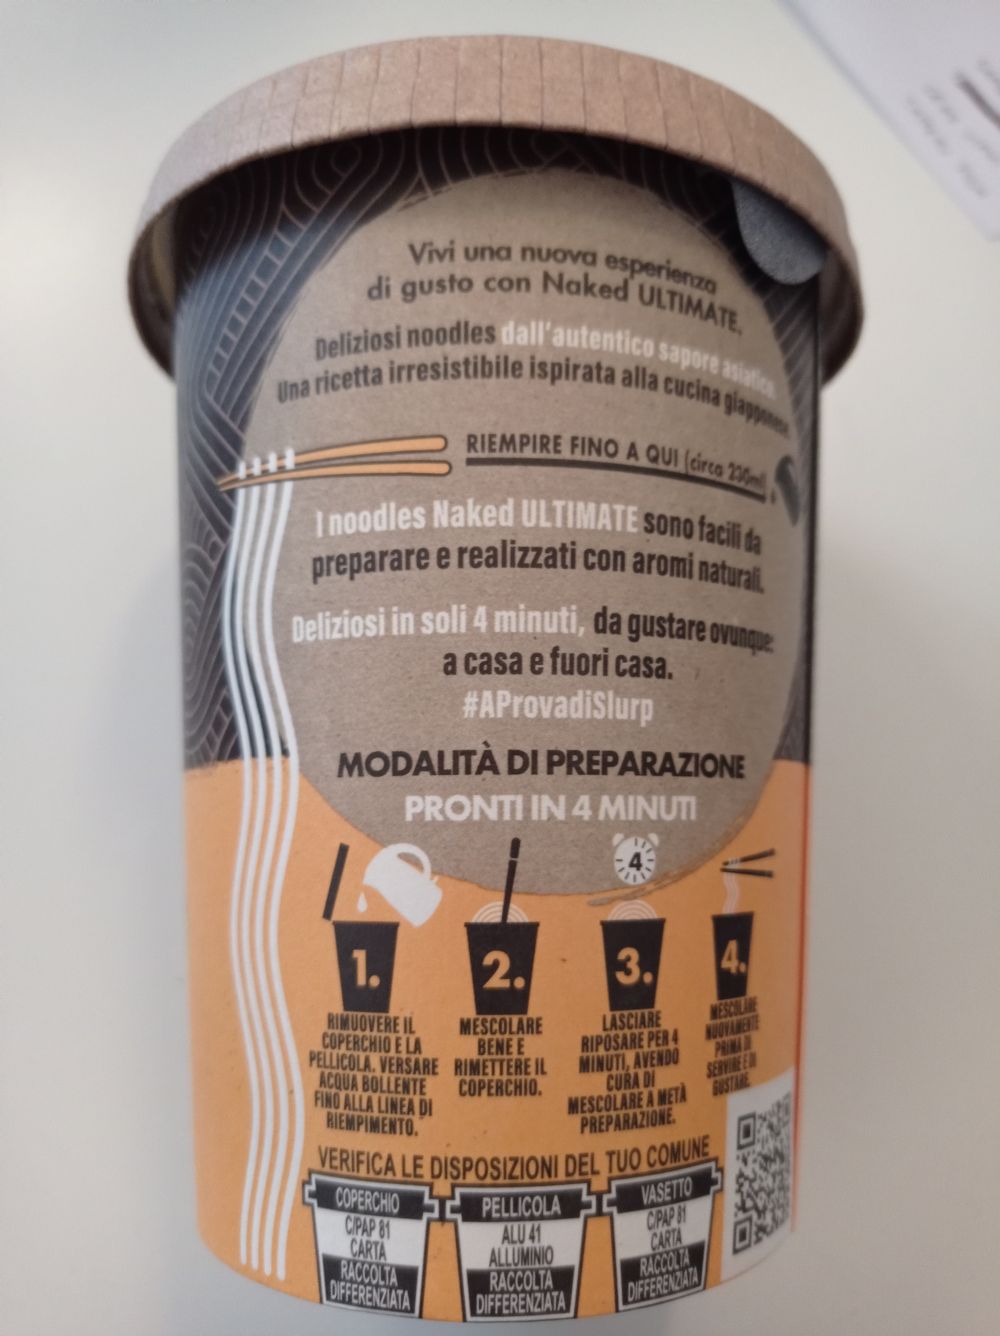 Vivi una nuova esperienza
di gusto con Naked ULTIMATE.
Deliziosi noodles dall'autentico sapore asiatico.
Una ricetta irresistibile ispirata alla cucina giapponese.
RIEMPIRE FINO A QUI (circa 230ml)
I noodles Naked ULTIMATE sono facili da
preparare e realizzati con aromi naturali.
Deliziosi in soli 4 minuti, da gustare ovunque:
a casa e fuori casa.
#AProvadiSlurp
MODALITÀ DI PREPARAZIONE
PRONTI IN 4 MINUTI
4
1.
RIMUOVERE IL
COPERCHIO E LA
PELLICOLA. VERSARE
ACQUA BOLLENTE
FINO ALLA LINEA DI
RIEMPIMENTO.
2.
MESCOLARE
BENE E
RIMETTERE IL
COPERCHIO.
3.
LASCIARE
RIPOSARE PER 4
MINUTI, AVENDO
CURA DI
MESCOLARE A METÀ
PREPARAZIONE.
4.
MESCOLARE
NUOVAMENTE
PRIMA DI
SERVIRE E DI
GUSTARE.
VERIFICA LE DISPOSIZIONI DEL TUO COMUNE
COPERCHIO
C/PAP 81
CARTA
RACCOLTA
DIFFERENZIATA
PELLICOLA
ALU 41
ALLUMINIO
RACCOLTA
DIFFERENZIATA
VASETTO
C/PAP 81
CARTA
RACCOLTA
DIFFERENZIATA